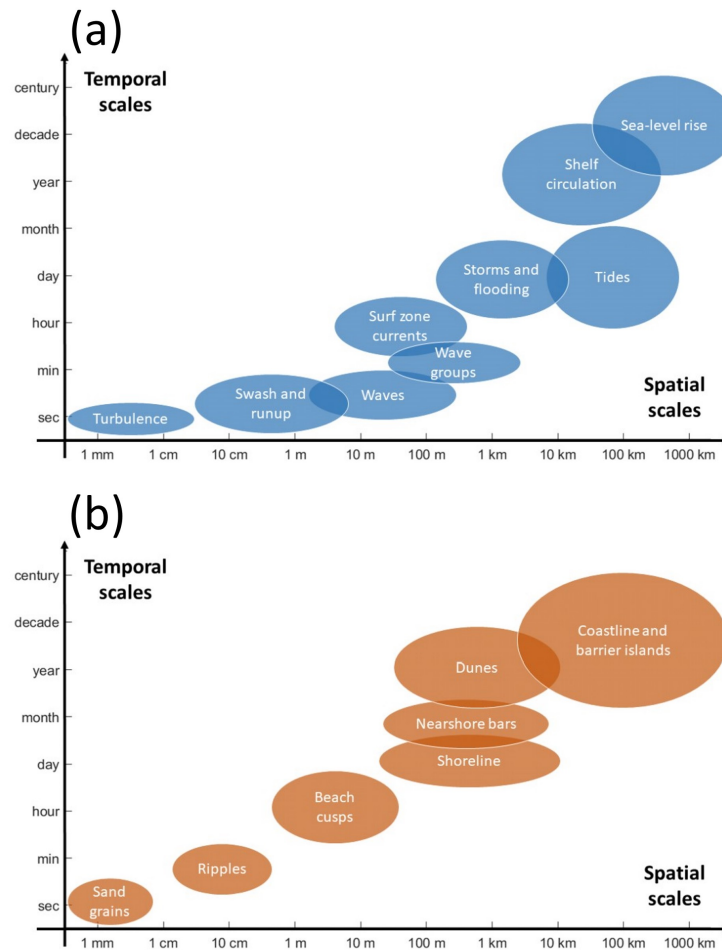 (a)
Temporal
scales
century
decade
year
month
day
hour
min
sec
Sea-level rise
Shelf
circulation
Storms and
flooding
Tides
Surf zone
currents
Wave
groups
Swash and
runup
Waves
Turbulence
Spatial
scales
1 mm
1 cm
10 cm
1 m
10 m
100 m
1 km
10 km
100 km
1000 km
(b)
Temporal
scales
century
decade
year
month
day
hour
min
sec
Coastline and
barrier islands
Dunes
Nearshore bars
Shoreline
Beach
cusps
Ripples
Sand
grains
Spatial
scales
1 mm
1 cm
10 cm
1 m
10 m
100 m
1 km
10 km
100 km
1000 km